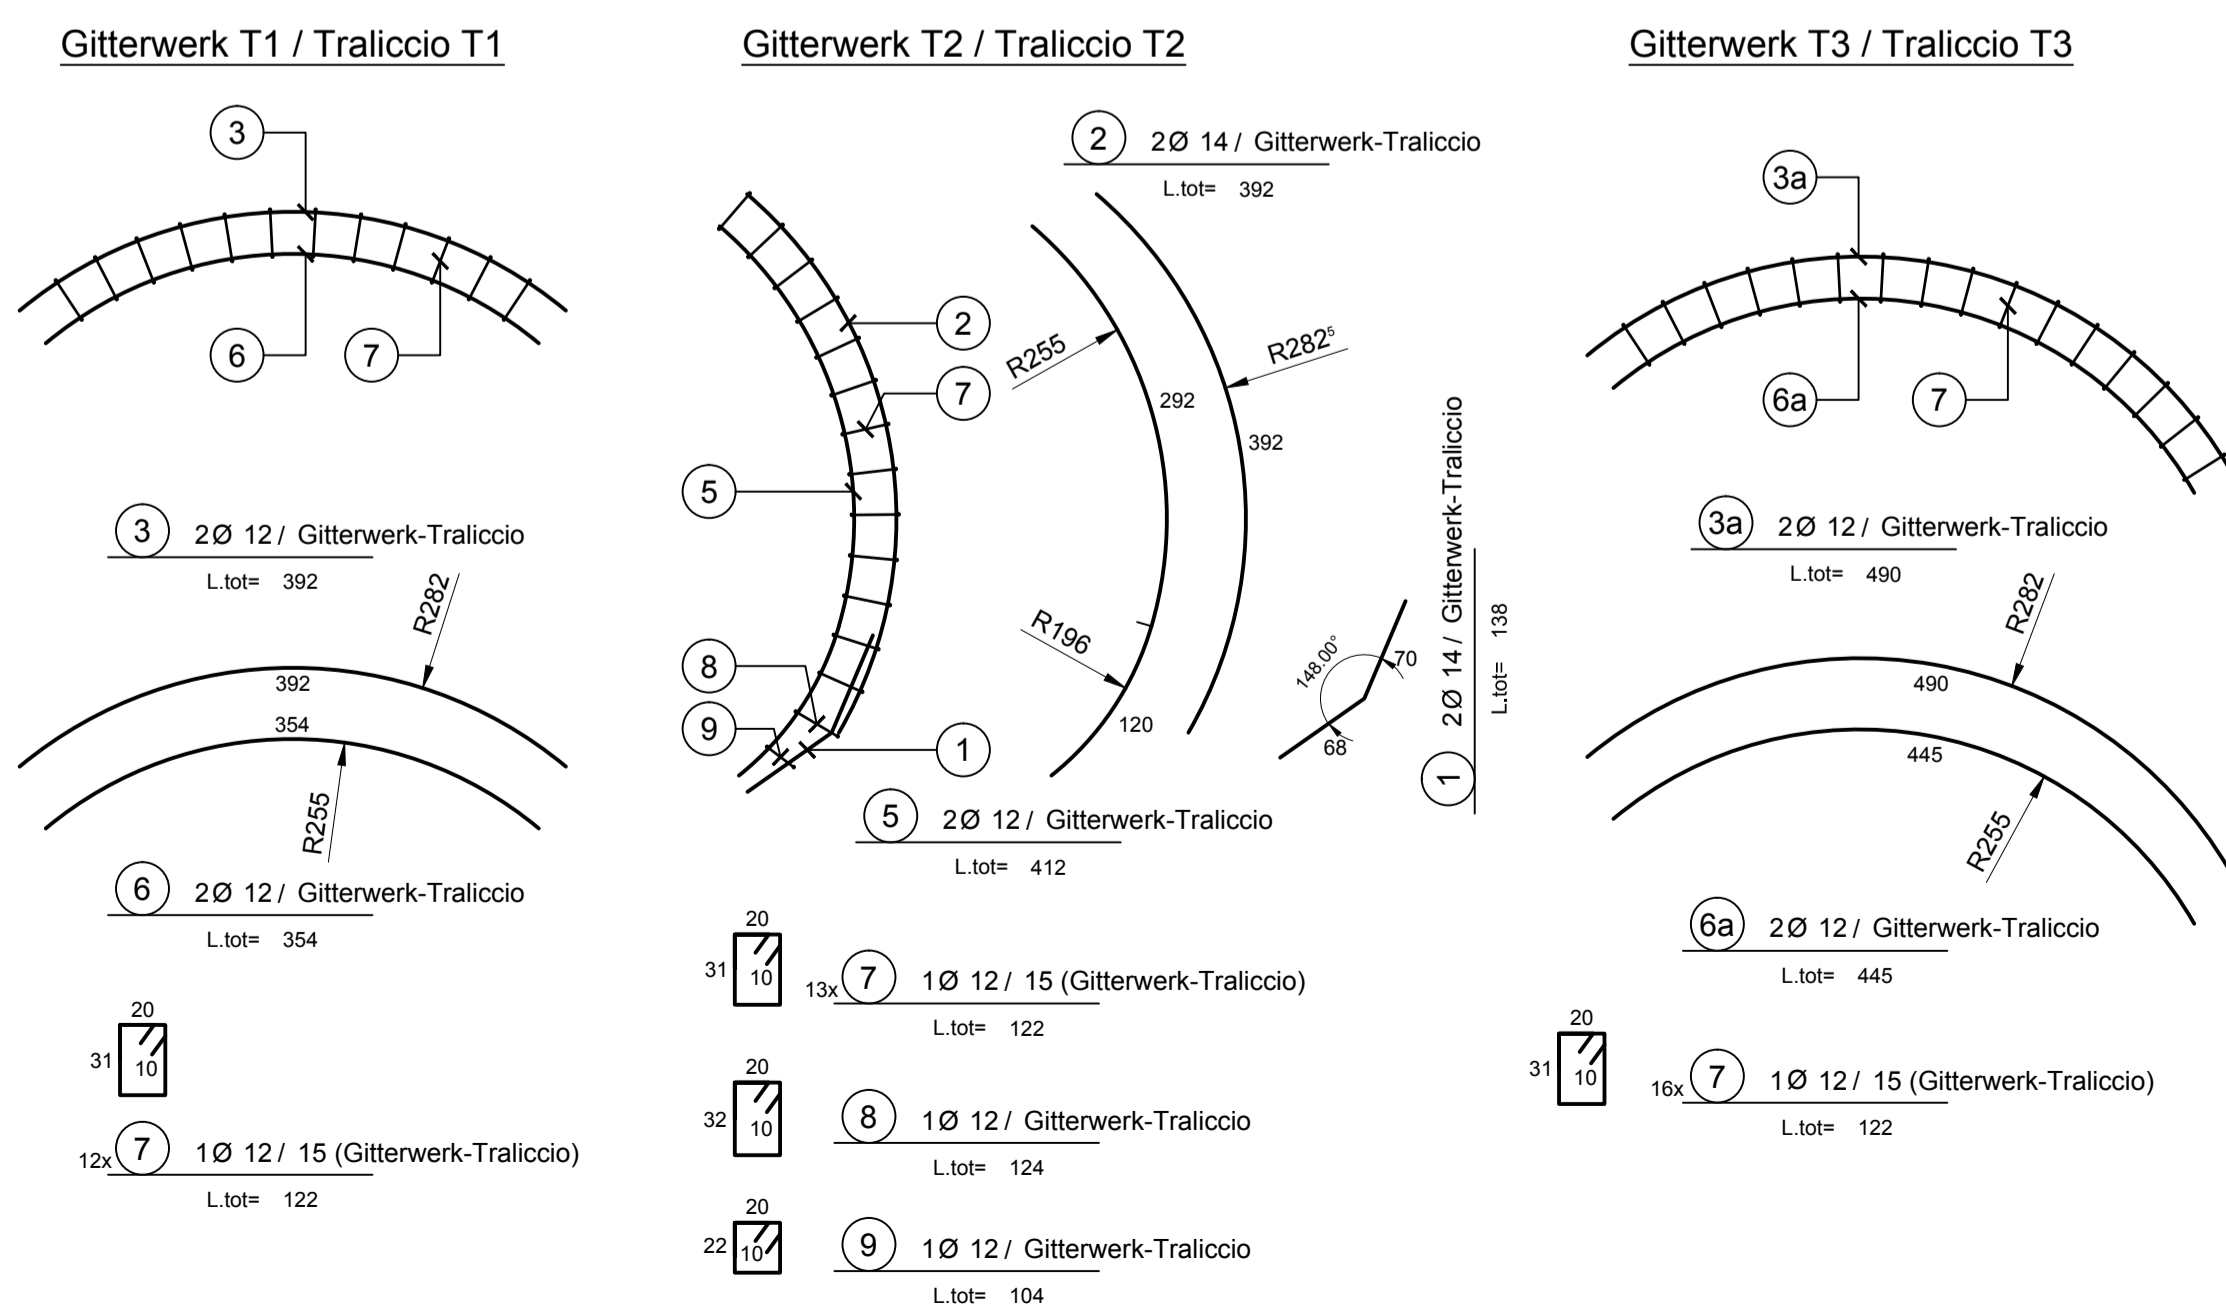 Gitterwerk T1 / Traliccio T1
3
6
7
3 2Ø 12 / Gitterwerk-Traliccio
L.tot= 392
R282
392
354
R255
6 2Ø 12 / Gitterwerk-Traliccio
L.tot= 354
20
31
10
12x 7 1Ø 12 / 15 (Gitterwerk-Traliccio)
L.tot= 122
Gitterwerk T2 / Traliccio T2
2 2Ø 14 / Gitterwerk-Traliccio
L.tot= 392
2
7
5
8
9
1
R255
R282⁵
292
392
R196
120
148.00°
70
68
1 2Ø 14 / Gitterwerk-Traliccio
L.tot= 138
5 2Ø 12 / Gitterwerk-Traliccio
L.tot= 412
20
31
10
13x 7 1Ø 12 / 15 (Gitterwerk-Traliccio)
L.tot= 122
20
32
10
8 1Ø 12 / Gitterwerk-Traliccio
L.tot= 124
20
22
10
9 1Ø 12 / Gitterwerk-Traliccio
L.tot= 104
Gitterwerk T3 / Traliccio T3
3a
6a
7
3a 2Ø 12 / Gitterwerk-Traliccio
L.tot= 490
R282
490
445
R255
6a 2Ø 12 / Gitterwerk-Traliccio
L.tot= 445
20
31
10
16x 7 1Ø 12 / 15 (Gitterwerk-Traliccio)
L.tot= 122